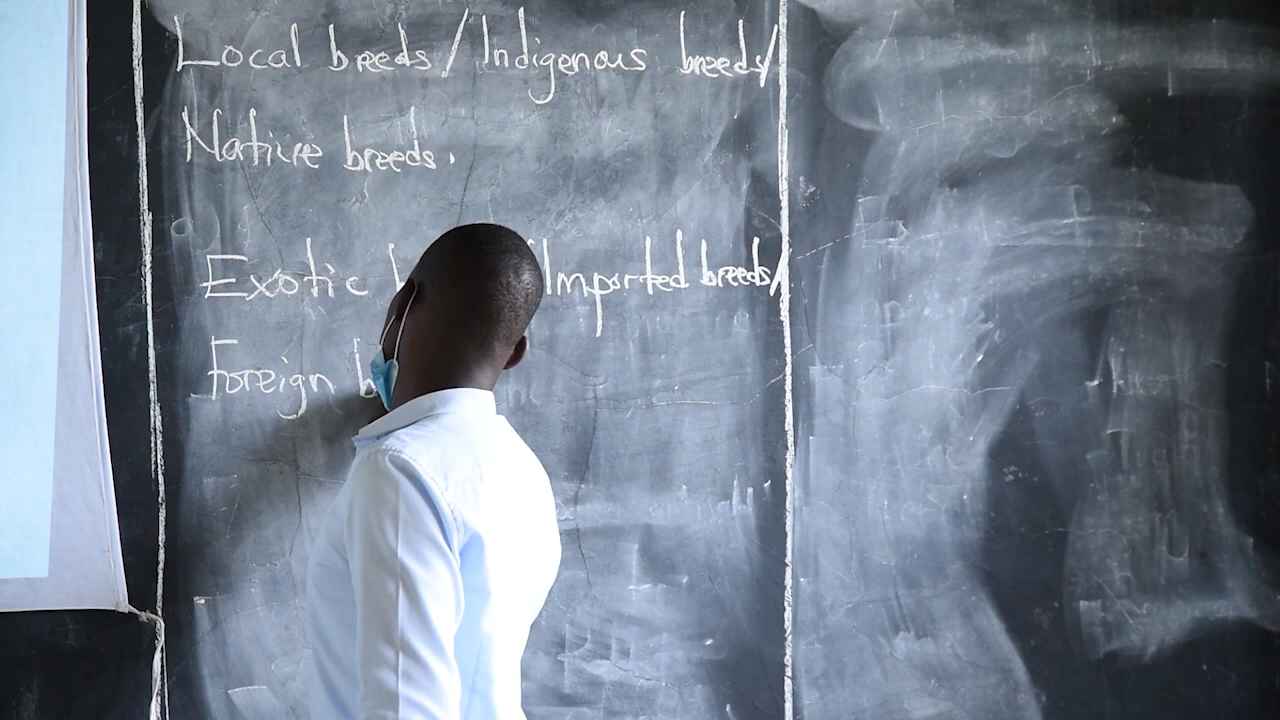 Local breeds/Indigenous breeds/
Native breeds.
Exotic /Imported breeds/
Foreign